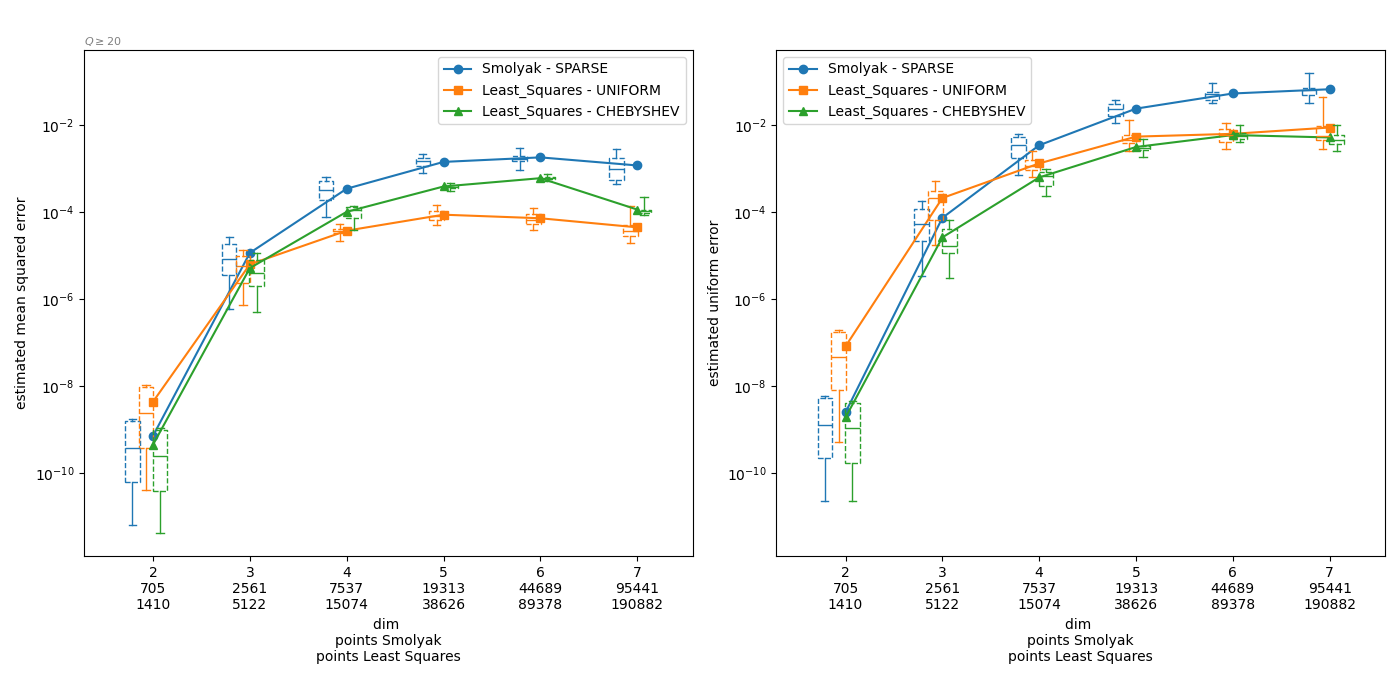 Q ≥ 20
Smolyak - SPARSE
Least_Squares - UNIFORM
Least_Squares - CHEBYSHEV
estimated mean squared error
10⁻²
10⁻⁴
10⁻⁶
10⁻⁸
10⁻¹⁰
2 3 4 5 6 7
705 2561 7537 19313 44689 95441
1410 5122 15074 38626 89378 190882
dim
points Smolyak
points Least Squares
Smolyak - SPARSE
Least_Squares - UNIFORM
Least_Squares - CHEBYSHEV
estimated uniform error
10⁻²
10⁻⁴
10⁻⁶
10⁻⁸
10⁻¹⁰
2 3 4 5 6 7
705 2561 7537 19313 44689 95441
1410 5122 15074 38626 89378 190882
dim
points Smolyak
points Least Squares